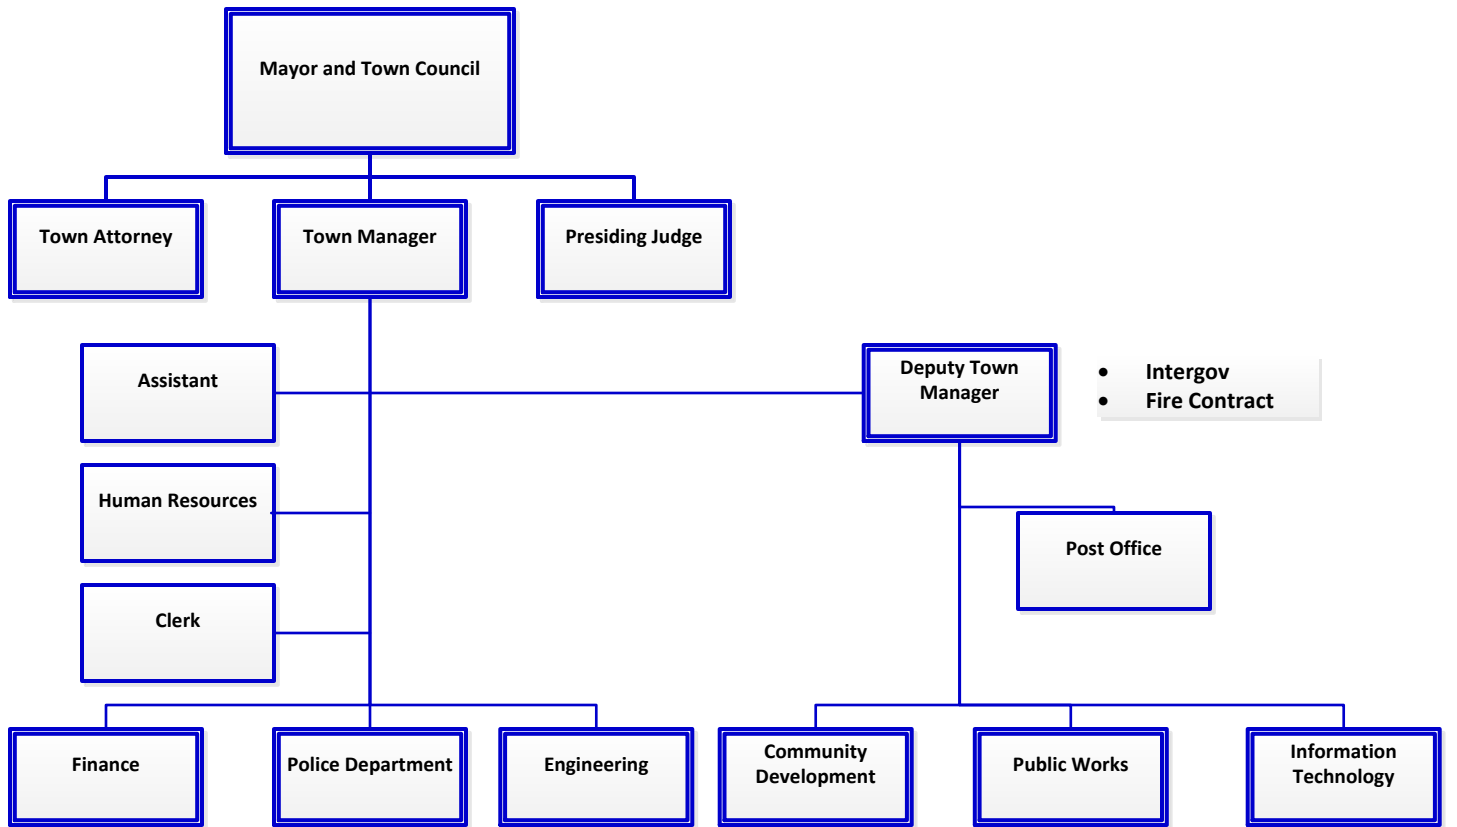 Mayor and Town Council
Town Attorney
Town Manager
Presiding Judge
Assistant
Deputy Town
Manager
• Intergov
• Fire Contract
Human Resources
Post Office
Clerk
Finance
Police Department
Engineering
Community
Development
Public Works
Information
Technology